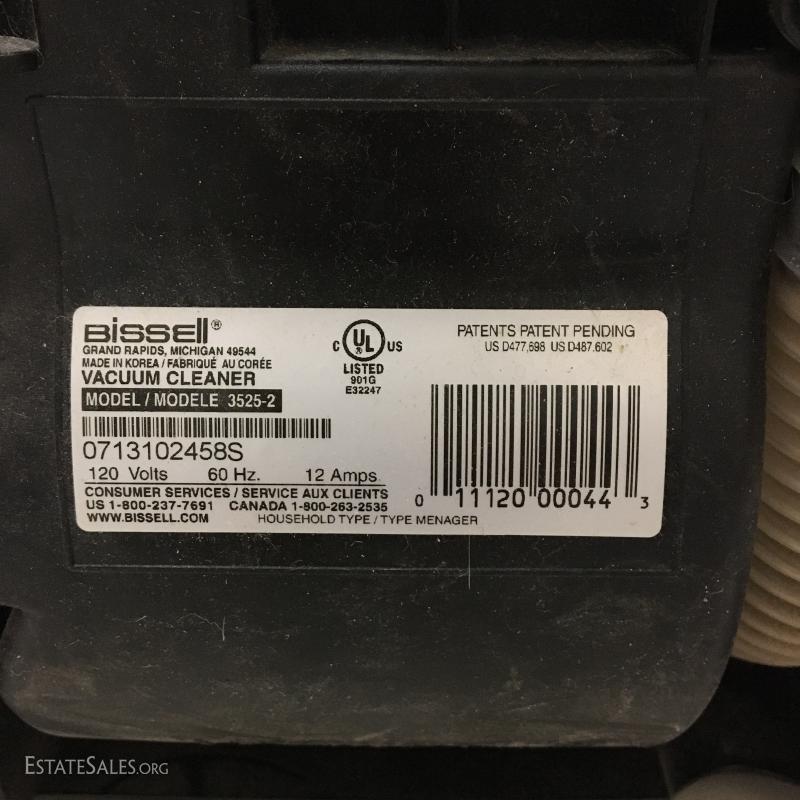 BISSELL®
GRAND RAPIDS, MICHIGAN 49544
MADE IN KOREA / FABRIQUÉ AU CORÉE
VACUUM CLEANER
MODEL / MODELE 3525-2
0713102458S
120 Volts 60 Hz. 12 Amps
CONSUMER SERVICES / SERVICE AUX CLIENTS
US 1-800-237-7691 CANADA 1-800-263-2535
WWW.BISSELL.COM HOUSEHOLD TYPE / TYPE MENAGER
C UL US
LISTED
901G
E32247
PATENTS PATENT PENDING
US D477,698 US D487.602
0 11120 00044 3
ESTATESALES.ORG